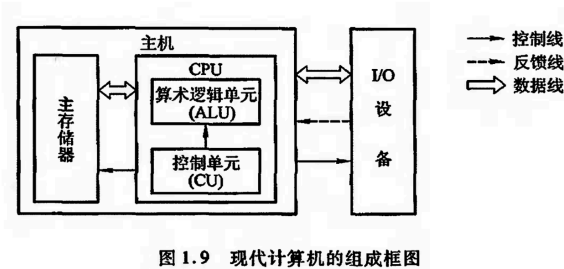 主机
CPU
算术逻辑单元
(ALU)
控制单元
(CU)
主存储器
I/O
设
备
控制线
反馈线
数据线
图 1.9 现代计算机的组成框图